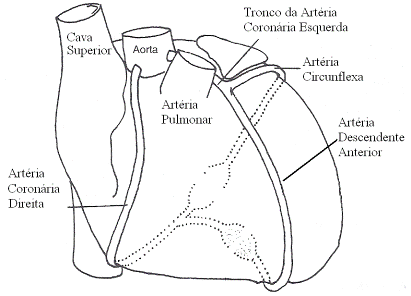 Tronco da Artéria
Coronária Esquerda
Cava
Superior
Aorta
Artéria
Circunflexa
Artéria
Pulmonar
Artéria
Descendente
Anterior
Artéria
Coronária
Direita